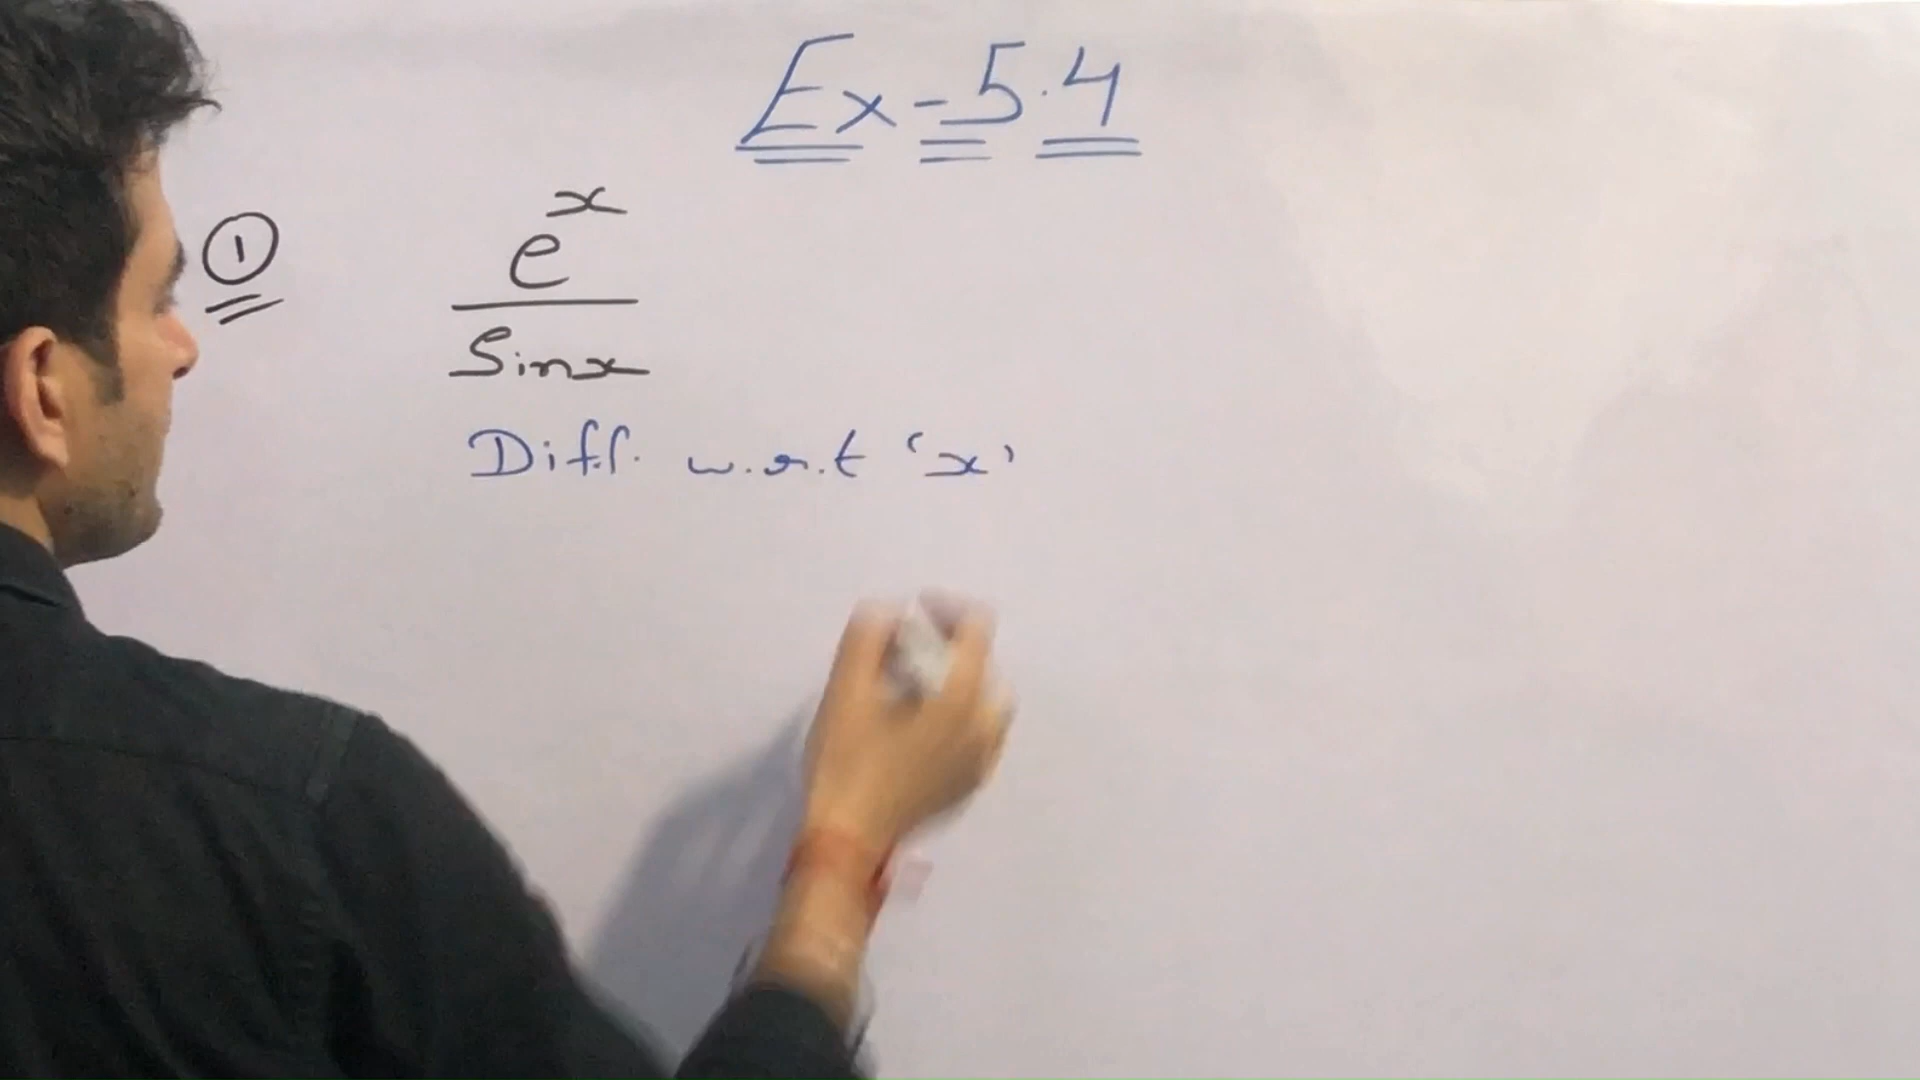 Ex-5.4
① e^x
Sinx
Diff. w.r.t 'x'